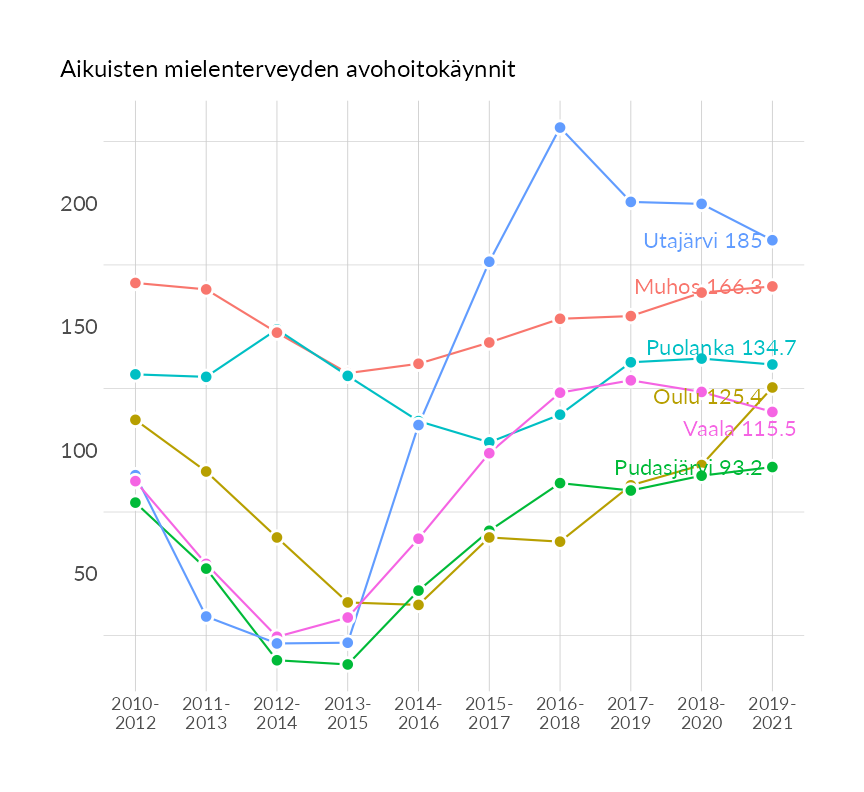 Aikuisten mielenterveyden avohoitokäynnit
200
150
100
50
Utajärvi 185
Muhos 166.3
Puolanka 134.7
Oulu 125.4
Vaala 115.5
Pudasjärvi 93.2
2010- 2011- 2012- 2013- 2014- 2015- 2016- 2017- 2018- 2019-
2012 2013 2014 2015 2016 2017 2018 2019 2020 2021